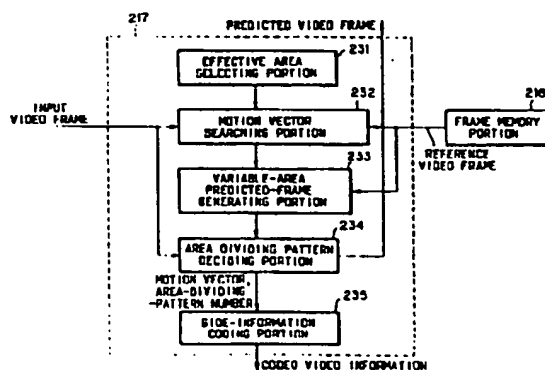 217
PREDICTED VIDEO FRAME
231
EFFECTIVE AREA
SELECTING PORTION
232
216
INPUT
VIDEO FRAME
MOTION VECTOR
SEARCHING PORTION
FRAME MEMORY
PORTION
REFERENCE
VIDEO FRAME
233
VARIABLE-AREA
PREDICTED-FRAME
GENERATING PORTION
234
AREA DIVIDING PATTERN
DECIDING PORTION
MOTION VECTOR,
AREA-DIVIDING
-PATTERN NUMBER
235
SIDE-INFORMATION
CODING PORTION
CODED VIDEO INFORMATION